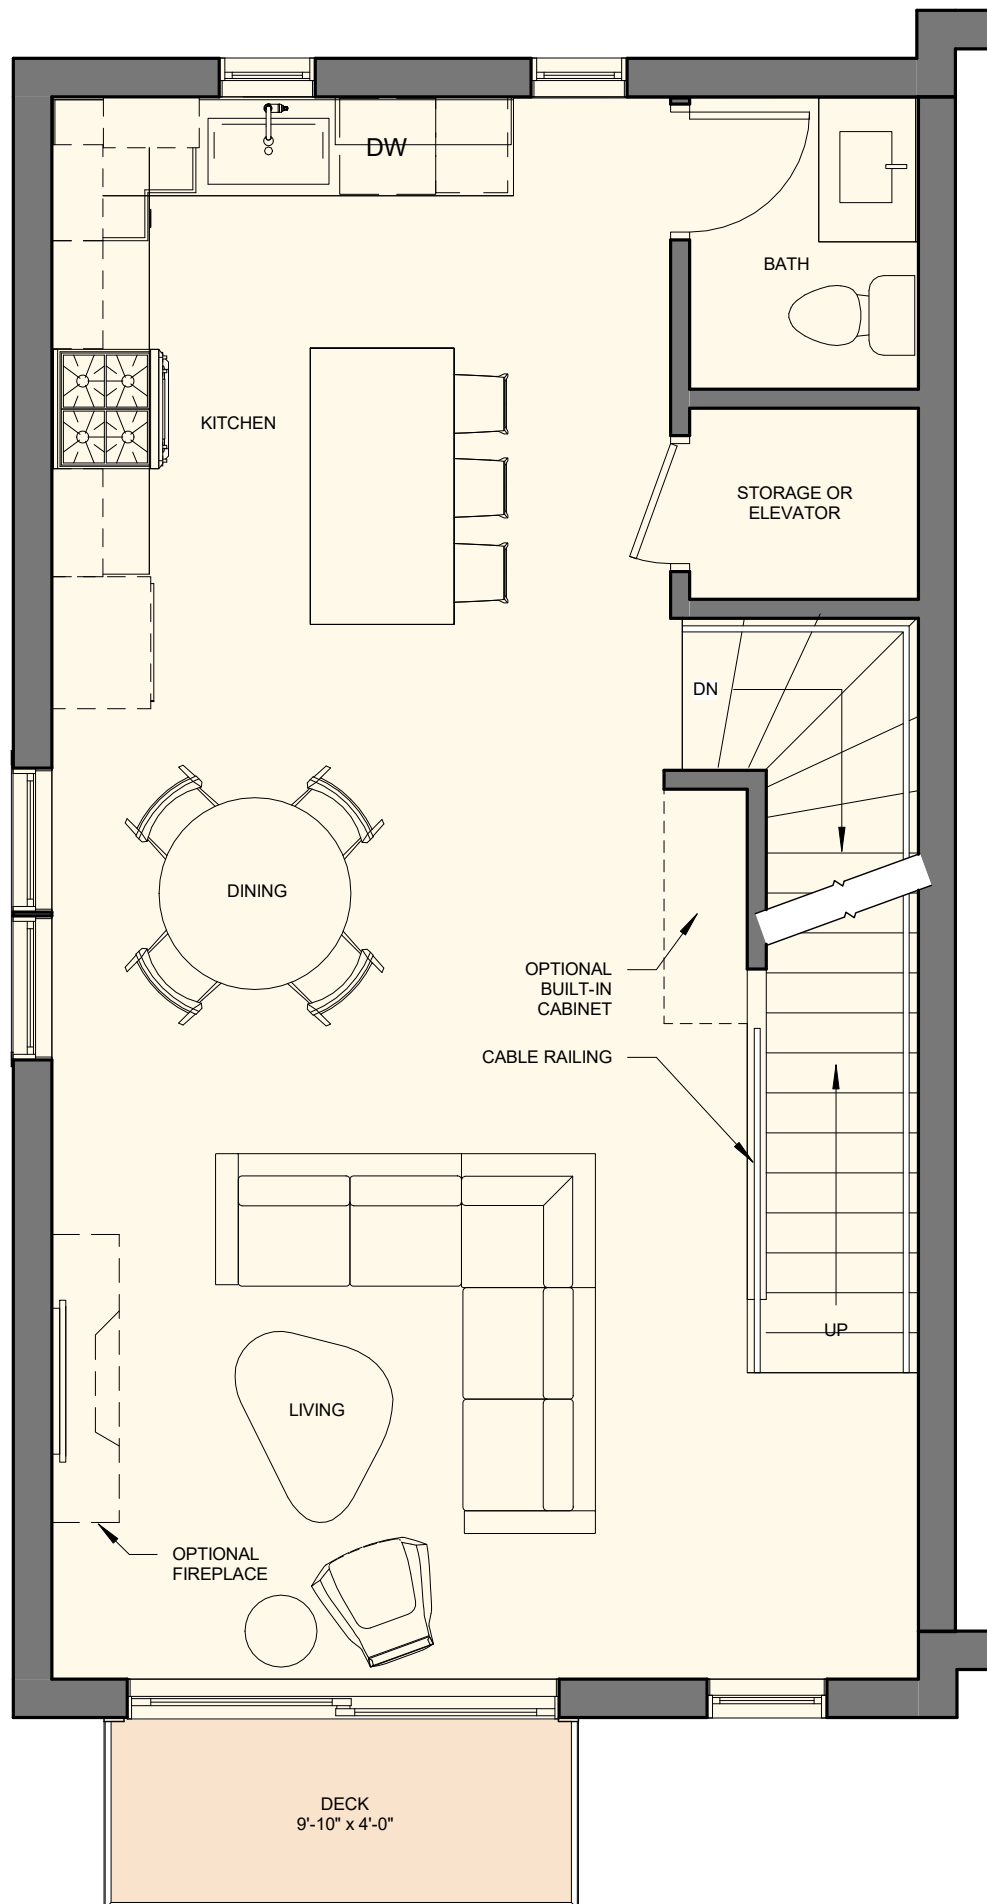 DW
BATH
KITCHEN
STORAGE OR
ELEVATOR
DN
DINING
OPTIONAL
BUILT-IN
CABINET
CABLE RAILING
UP
LIVING
OPTIONAL
FIREPLACE
DECK
9'-10" x 4'-0"